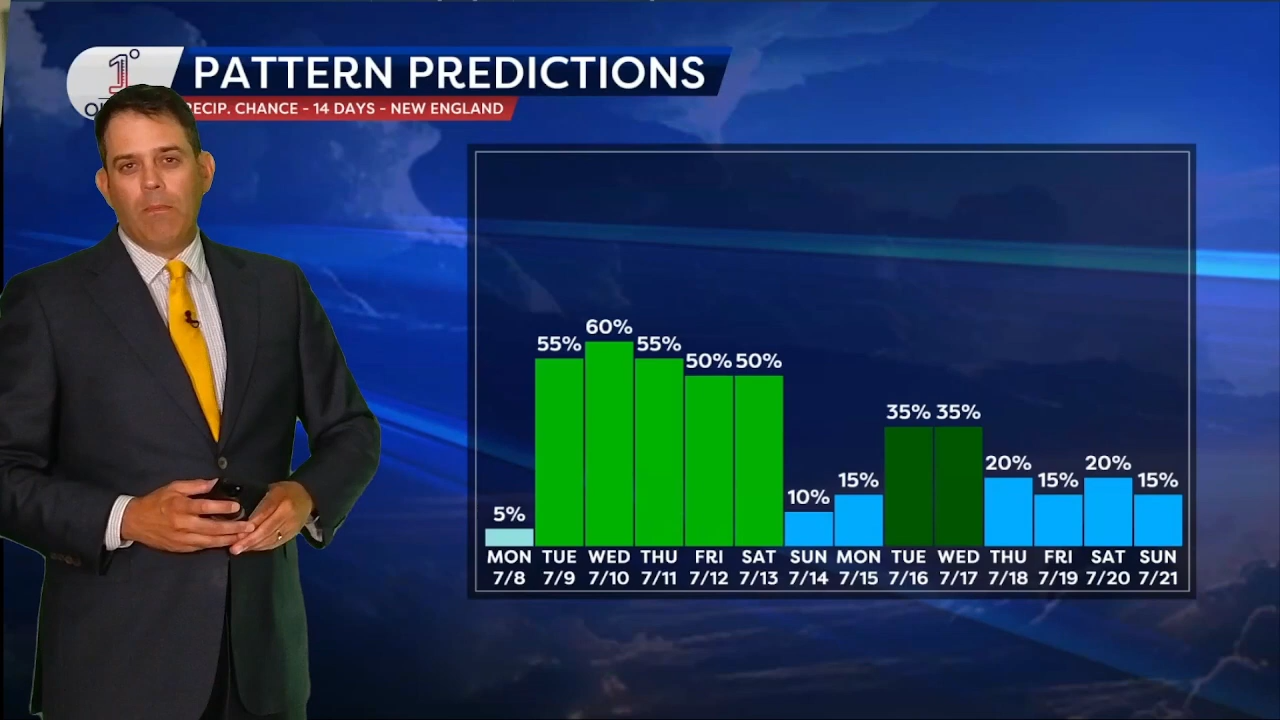 1°
PATTERN PREDICTIONS
RECIP. CHANCE - 14 DAYS - NEW ENGLAND
5% 55% 60% 55% 50% 50% 10% 15% 35% 35% 20% 15% 20% 15%
MON TUE WED THU FRI SAT SUN MON TUE WED THU FRI SAT SUN
7/8 7/9 7/10 7/11 7/12 7/13 7/14 7/15 7/16 7/17 7/18 7/19 7/20 7/21